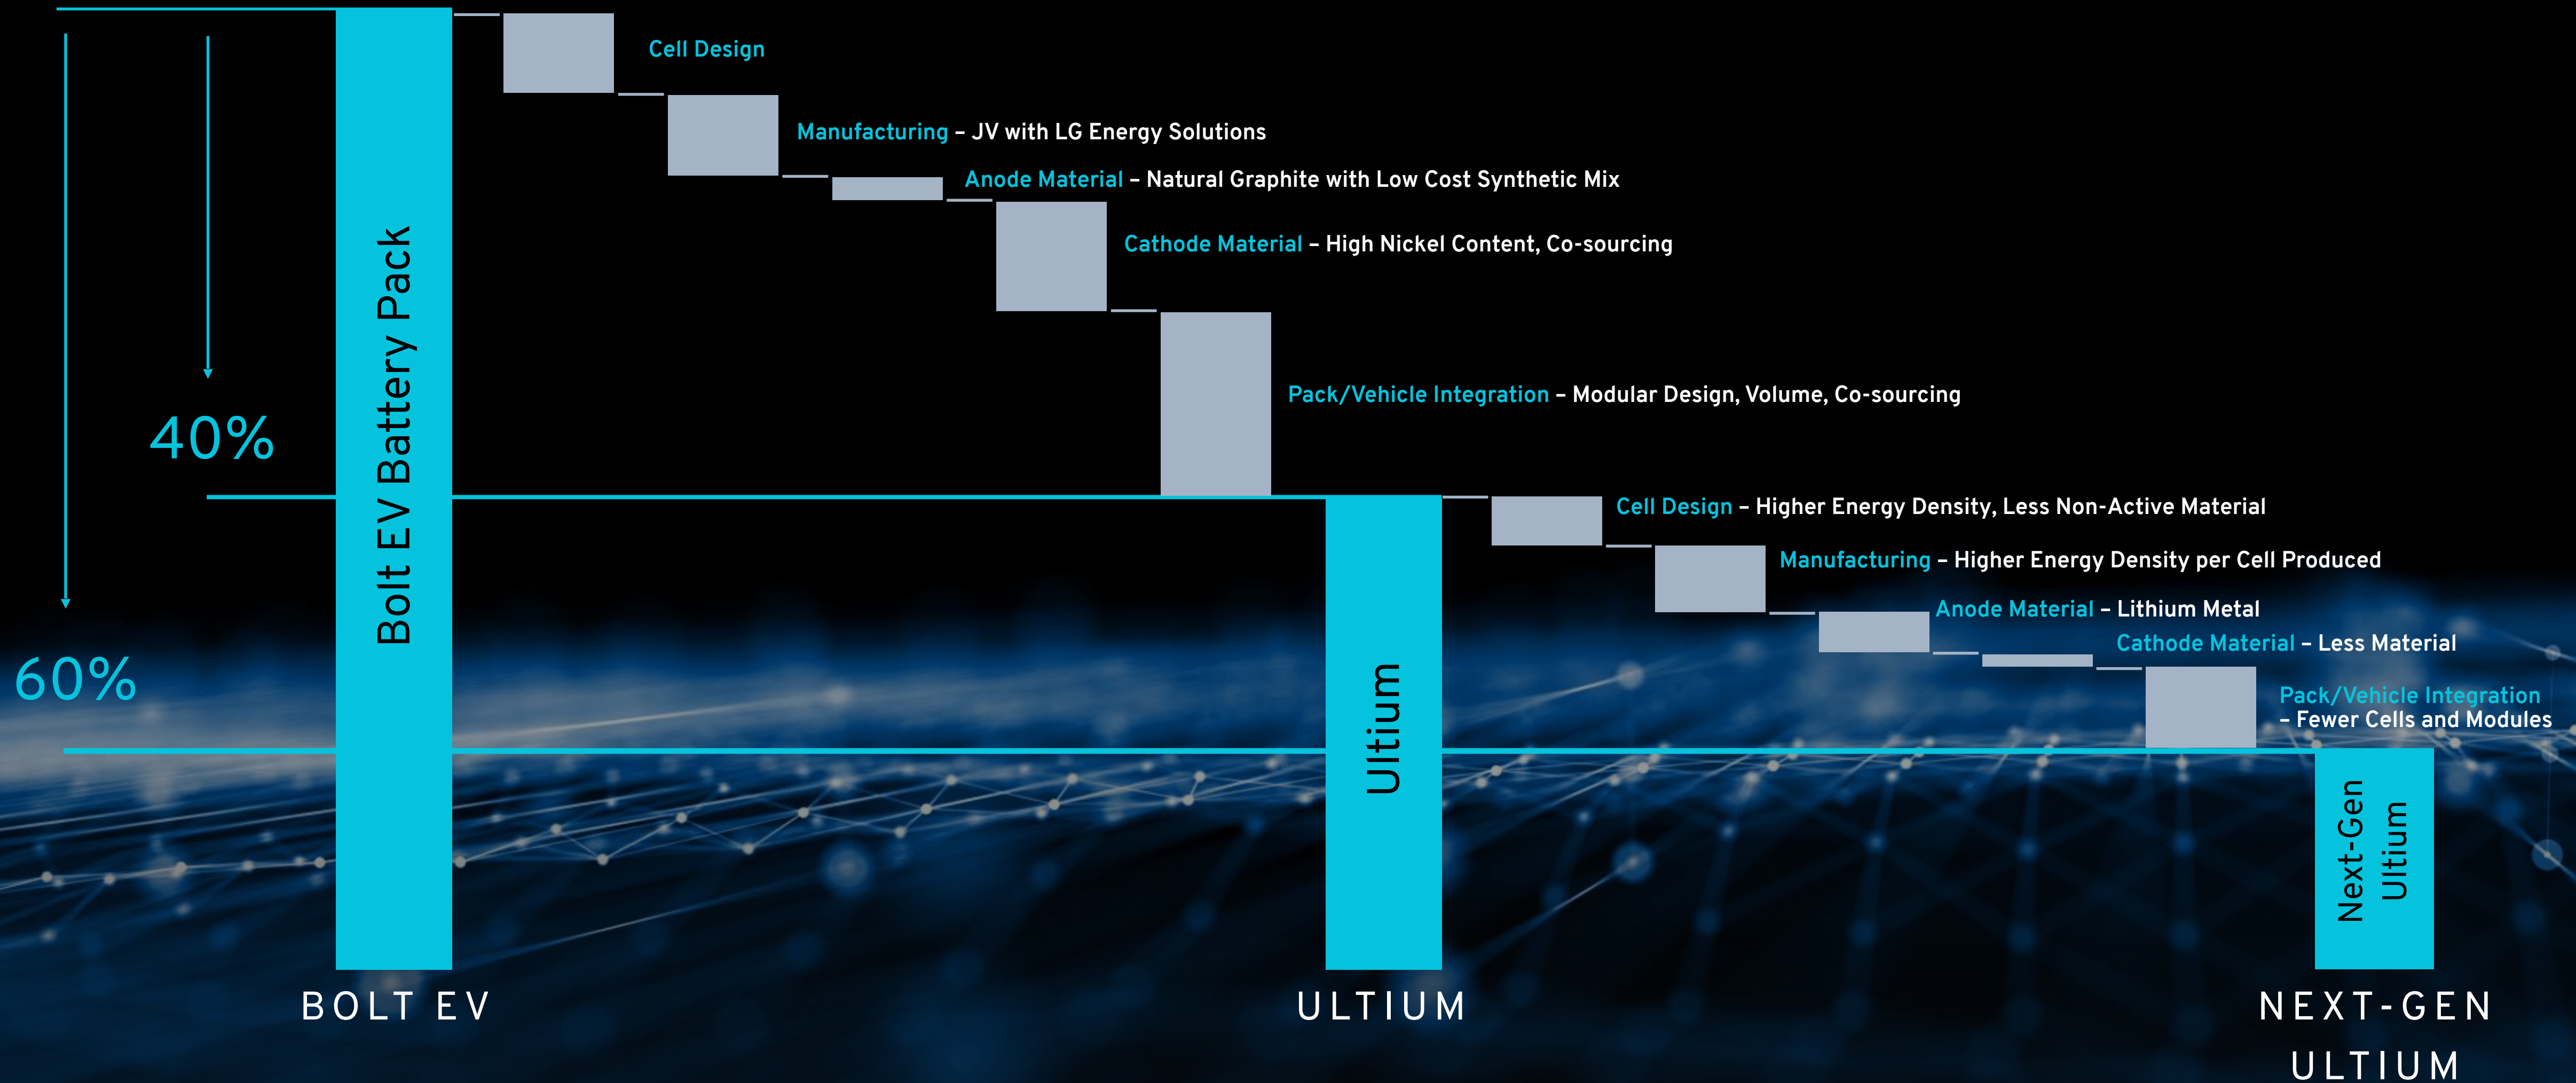 Cell Design
Manufacturing – JV with LG Energy Solutions
Anode Material – Natural Graphite with Low Cost Synthetic Mix
Cathode Material – High Nickel Content, Co-sourcing
Pack/Vehicle Integration – Modular Design, Volume, Co-sourcing
40%
60%
Bolt EV Battery Pack
Cell Design – Higher Energy Density, Less Non-Active Material
Manufacturing – Higher Energy Density per Cell Produced
Anode Material – Lithium Metal
Cathode Material – Less Material
Pack/Vehicle Integration
– Fewer Cells and Modules
Ultium
Next-Gen
Ultium
BOLT EV
ULTIUM
NEXT-GEN
ULTIUM